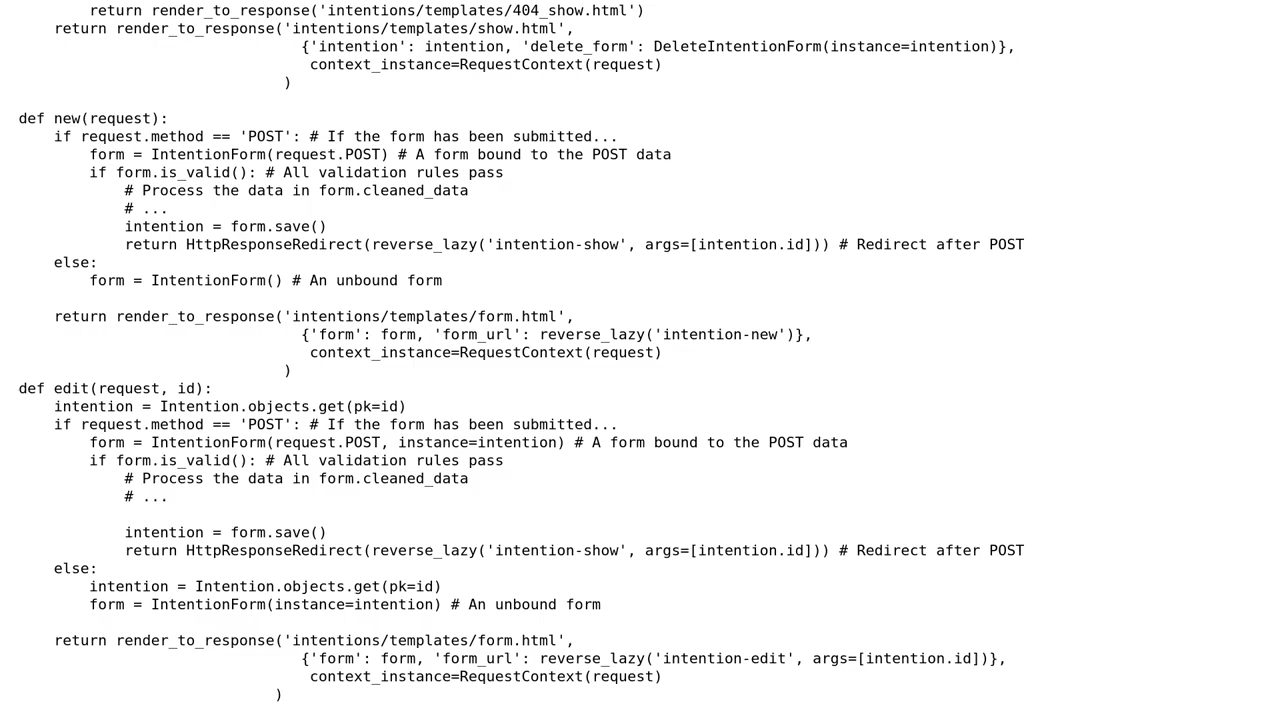 return render_to_response('intentions/templates/404_show.html')
    return render_to_response('intentions/templates/show.html',
                                {'intention': intention, 'delete_form': DeleteIntentionForm(instance=intention)},
                                 context_instance=RequestContext(request)
                              )

def new(request):
    if request.method == 'POST': # If the form has been submitted...
        form = IntentionForm(request.POST) # A form bound to the POST data
        if form.is_valid(): # All validation rules pass
            # Process the data in form.cleaned_data
            # ...
            intention = form.save()
            return HttpResponseRedirect(reverse_lazy('intention-show', args=[intention.id])) # Redirect after POST
    else:
        form = IntentionForm() # An unbound form

    return render_to_response('intentions/templates/form.html',
                                {'form': form, 'form_url': reverse_lazy('intention-new')},
                                 context_instance=RequestContext(request)
                              )
def edit(request, id):
    intention = Intention.objects.get(pk=id)
    if request.method == 'POST': # If the form has been submitted...
        form = IntentionForm(request.POST, instance=intention) # A form bound to the POST data
        if form.is_valid(): # All validation rules pass
            # Process the data in form.cleaned_data
            # ...

            intention = form.save()
            return HttpResponseRedirect(reverse_lazy('intention-show', args=[intention.id])) # Redirect after POST
    else:
        intention = Intention.objects.get(pk=id)
        form = IntentionForm(instance=intention) # An unbound form

    return render_to_response('intentions/templates/form.html',
                                {'form': form, 'form_url': reverse_lazy('intention-edit', args=[intention.id])},
                                 context_instance=RequestContext(request)
                             )